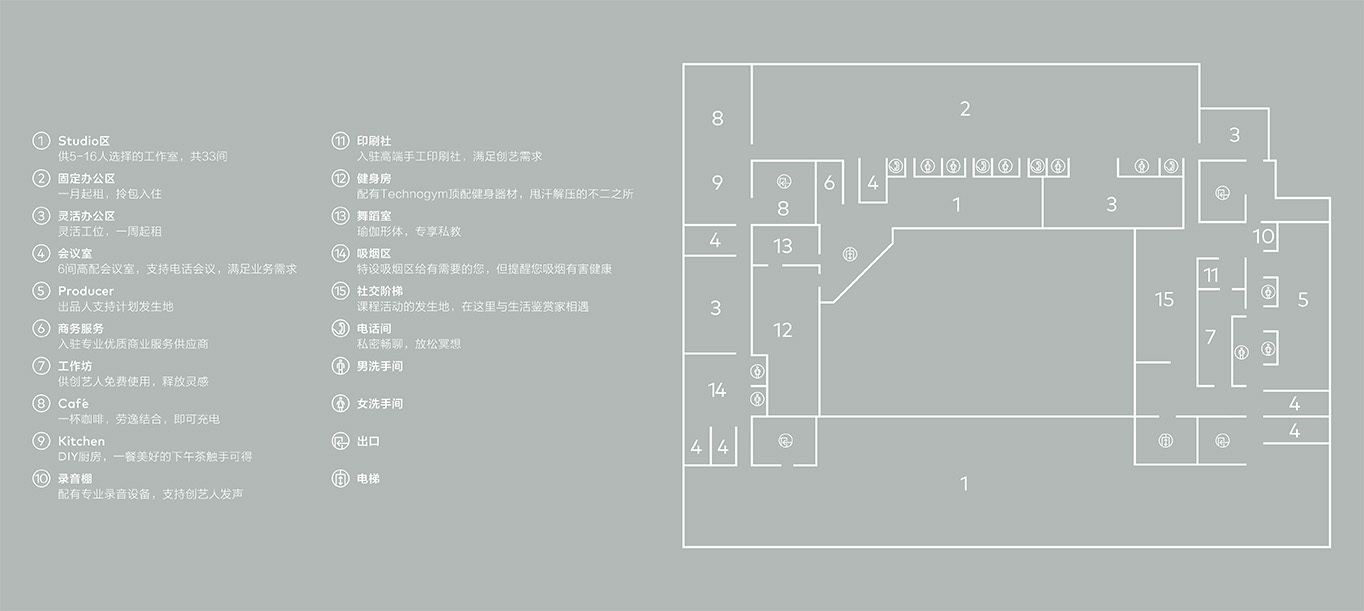 1 Studio区
供5-16人选择的工作室，共33间
2 固定办公区
一月起租，拎包入住
3 灵活办公区
灵活工位，一周起租
4 会议室
6间高配会议室，支持电话会议，满足业务需求
5 Producer
出品人支持计划发生地
6 商务服务
入驻专业优质商业服务供应商
7 工作坊
供创艺人免费使用，释放灵感
8 Café
一杯咖啡，劳逸结合，即可充电
9 Kitchen
DIY厨房，一餐美好的下午茶触手可得
10 录音棚
配有专业录音设备，支持创艺人发声
11 印刷社
入驻高端手工印刷社，满足创艺需求
12 健身房
配有Technogym顶配健身器材，甩汗解压的不二之所
13 舞蹈室
瑜伽形体，专享私教
14 吸烟区
特设吸烟区给有需要的您，但提醒您吸烟有害健康
15 社交阶梯
课程活动的发生地，在这里与生活鉴赏家相遇
电话间
私密畅聊，放松冥想
男洗手间
女洗手间
出口
电梯
8
2
3
9
8
6
4
1
3
4
13
10
11
15
5
3
12
7
14
4
4
4
4
1